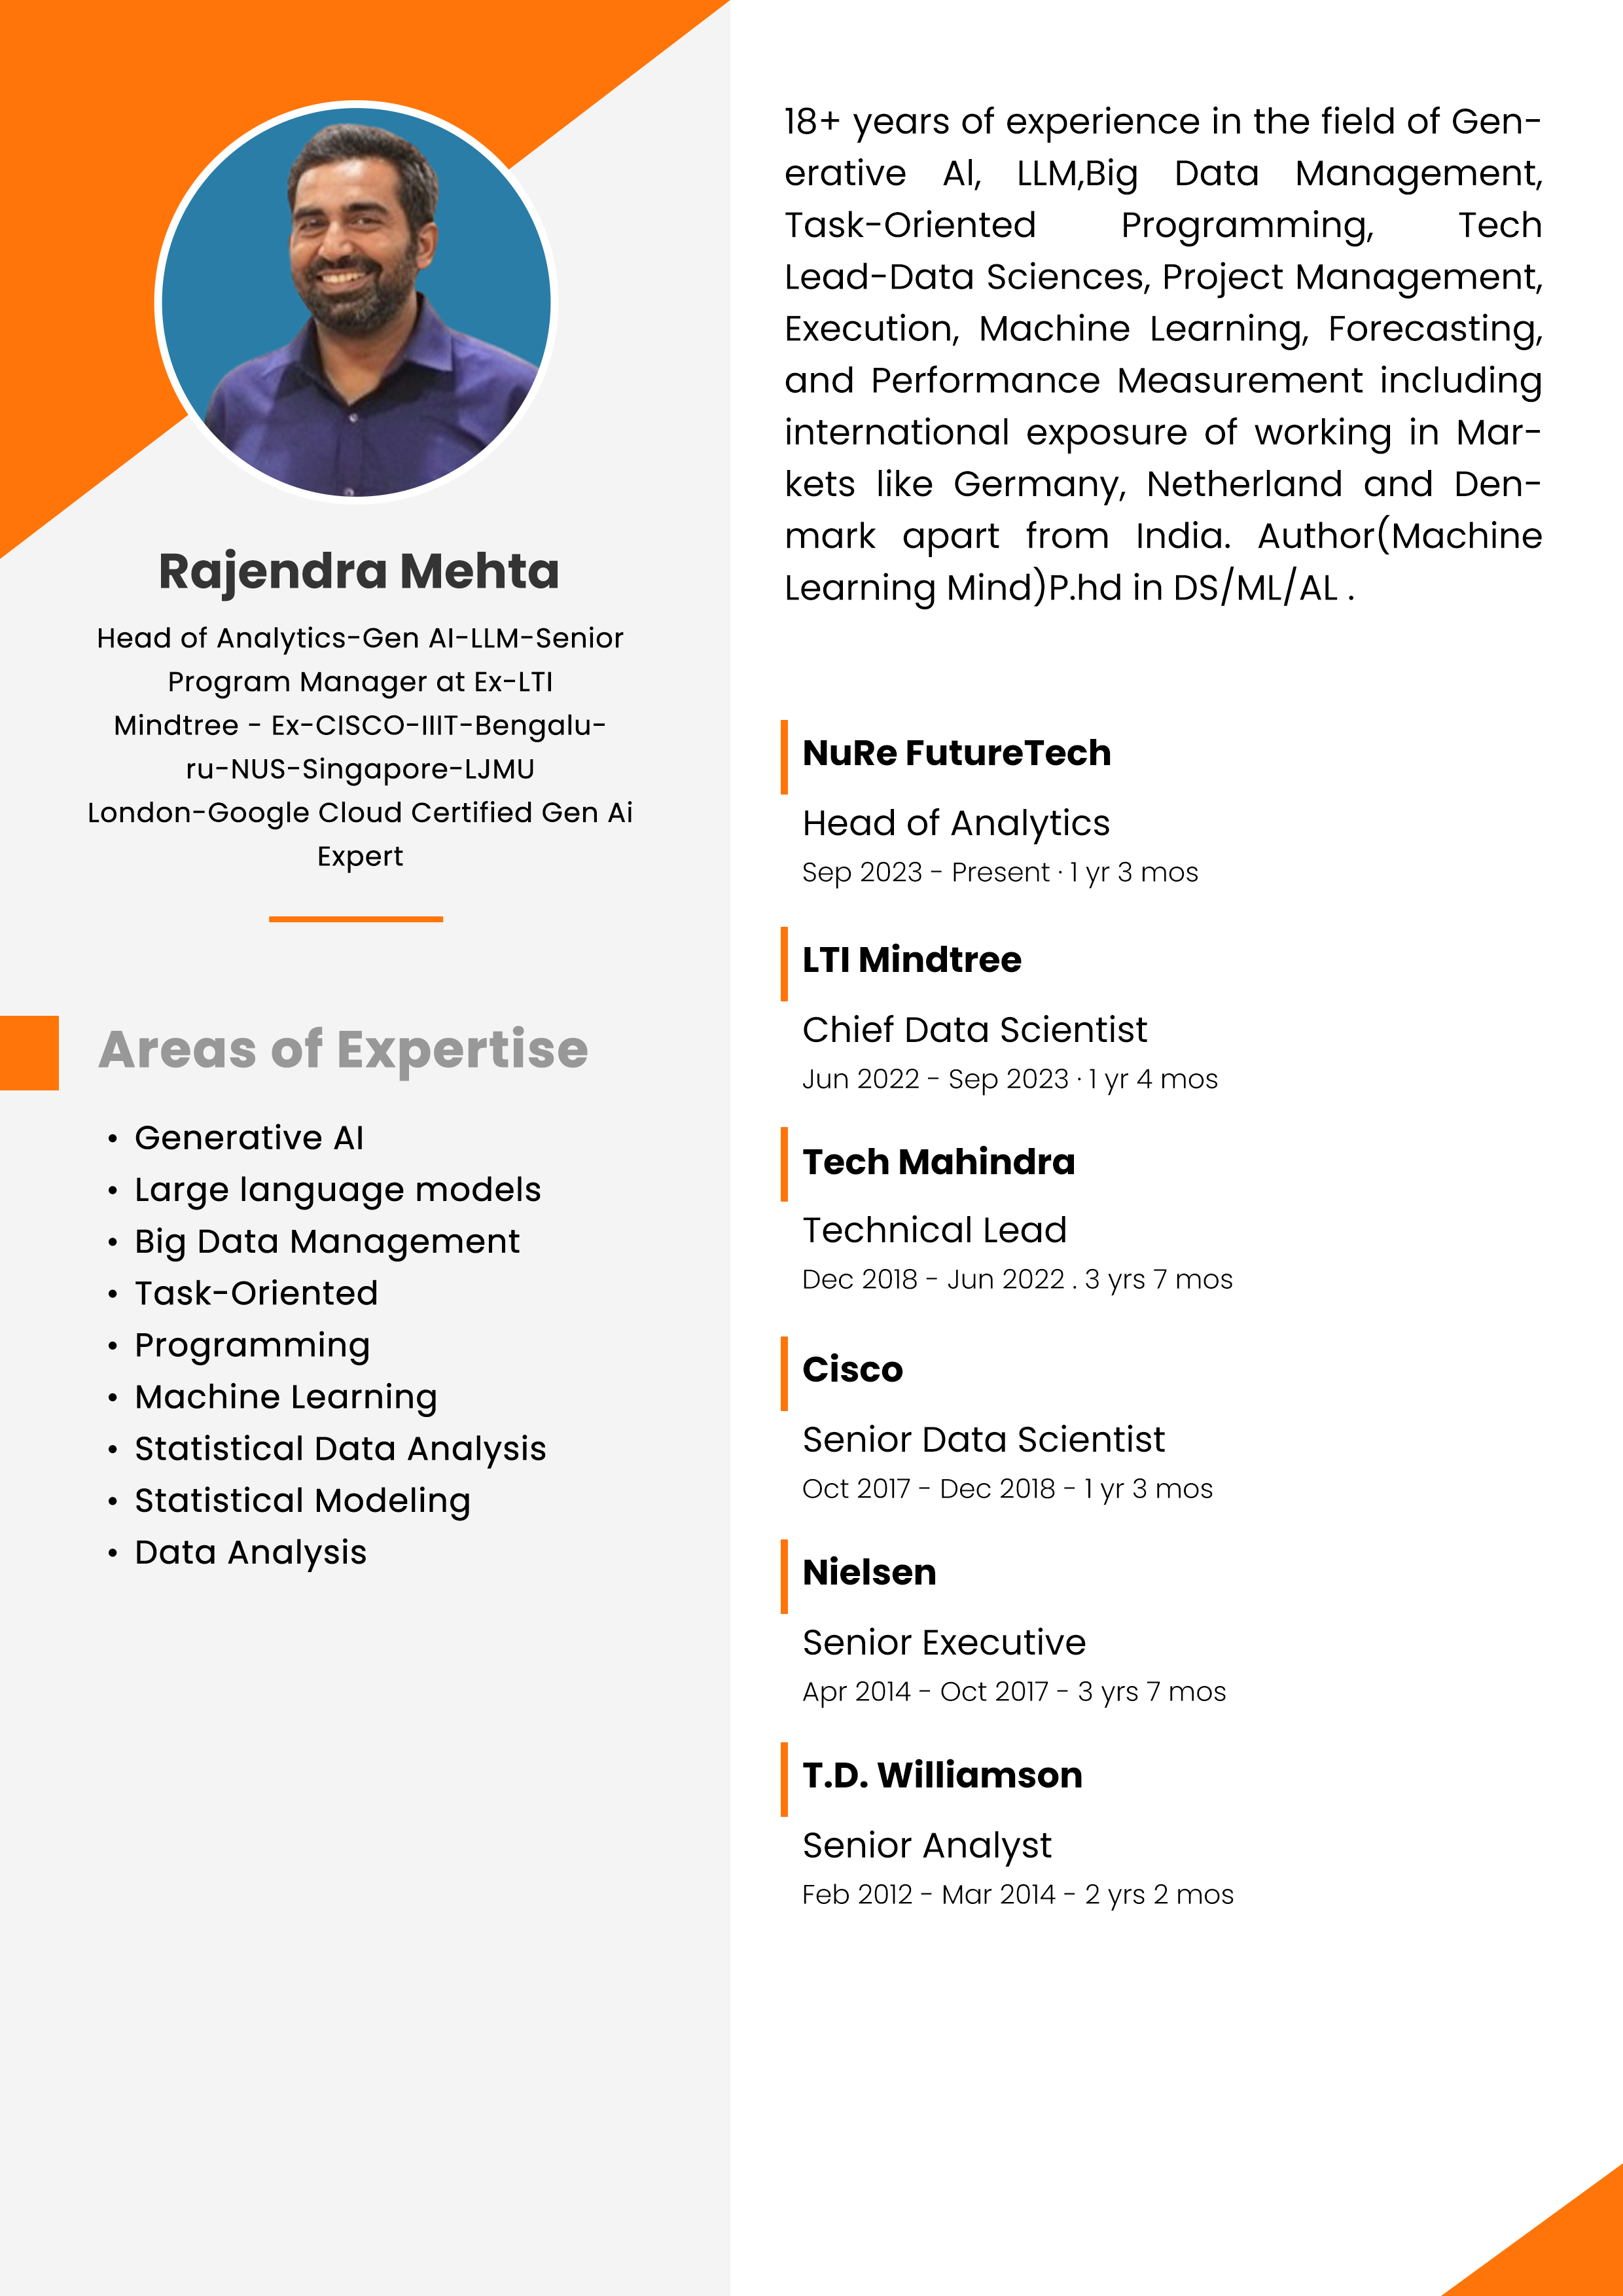 Rajendra Mehta
Head of Analytics-Gen AI-LLM-Senior
Program Manager at Ex-LTI
Mindtree - Ex-CISCO-IIIT-Bengalu-
ru-NUS-Singapore-LJMU
London-Google Cloud Certified Gen Ai
Expert
Areas of Expertise
• Generative AI
• Large language models
• Big Data Management
• Task-Oriented
• Programming
• Machine Learning
• Statistical Data Analysis
• Statistical Modeling
• Data Analysis
18+ years of experience in the field of Gen-
erative Al, LLM,Big Data Management,
Task-Oriented Programming, Tech
Lead-Data Sciences, Project Management,
Execution, Machine Learning, Forecasting,
and Performance Measurement including
international exposure of working in Mar-
kets like Germany, Netherland and Den-
mark apart from India. Author(Machine
Learning Mind)P.hd in DS/ML/AL .
NuRe FutureTech
Head of Analytics
Sep 2023 - Present · 1 yr 3 mos
LTI Mindtree
Chief Data Scientist
Jun 2022 - Sep 2023 · 1 yr 4 mos
Tech Mahindra
Technical Lead
Dec 2018 - Jun 2022 . 3 yrs 7 mos
Cisco
Senior Data Scientist
Oct 2017 - Dec 2018 - 1 yr 3 mos
Nielsen
Senior Executive
Apr 2014 - Oct 2017 - 3 yrs 7 mos
T.D. Williamson
Senior Analyst
Feb 2012 - Mar 2014 - 2 yrs 2 mos